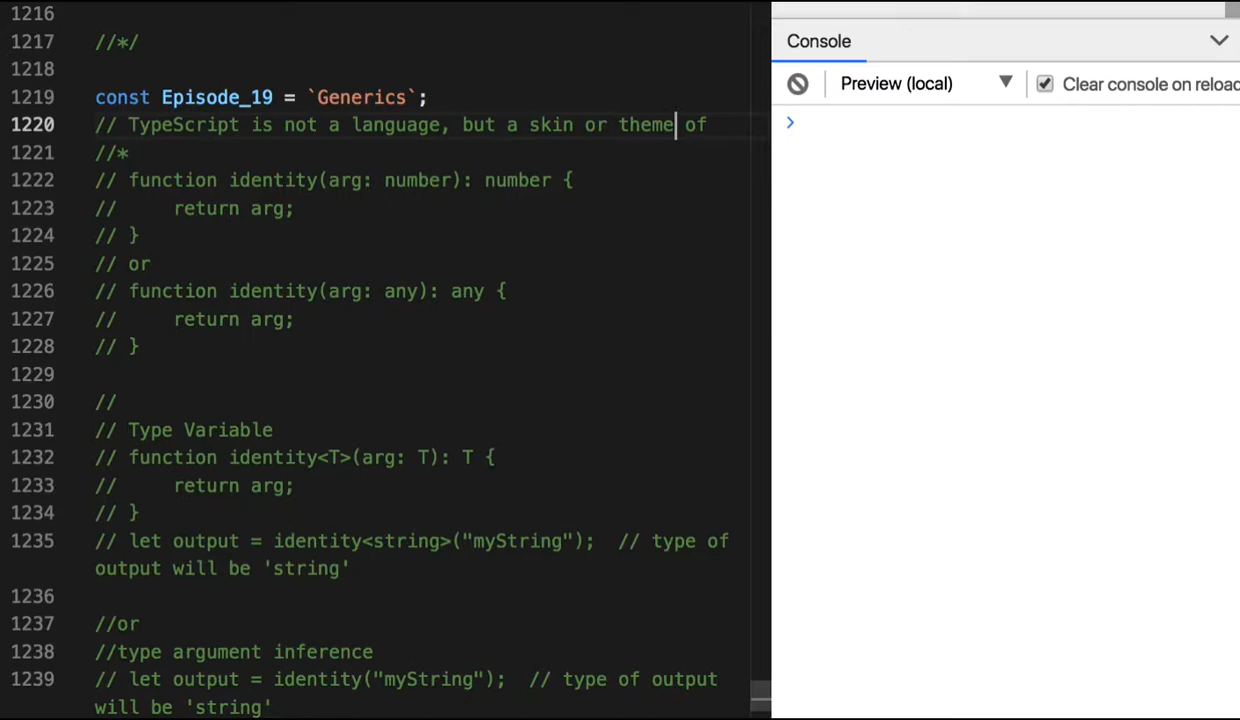 1216
1217 //*/
1218
1219 const Episode_19 = `Generics`;
1220 // TypeScript is not a language, but a skin or theme of
1221 //*
1222 // function identity(arg: number): number {
1223 //     return arg;
1224 // }
1225 // or
1226 // function identity(arg: any): any {
1227 //     return arg;
1228 // }
1229
1230 //
1231 // Type Variable
1232 // function identity<T>(arg: T): T {
1233 //     return arg;
1234 // }
1235 // let output = identity<string>("myString");  // type of
output will be 'string'
1236
1237 //or
1238 //type argument inference
1239 // let output = identity("myString");  // type of output
will be 'string'
Console
Preview (local) ▼ Clear console on reload
>